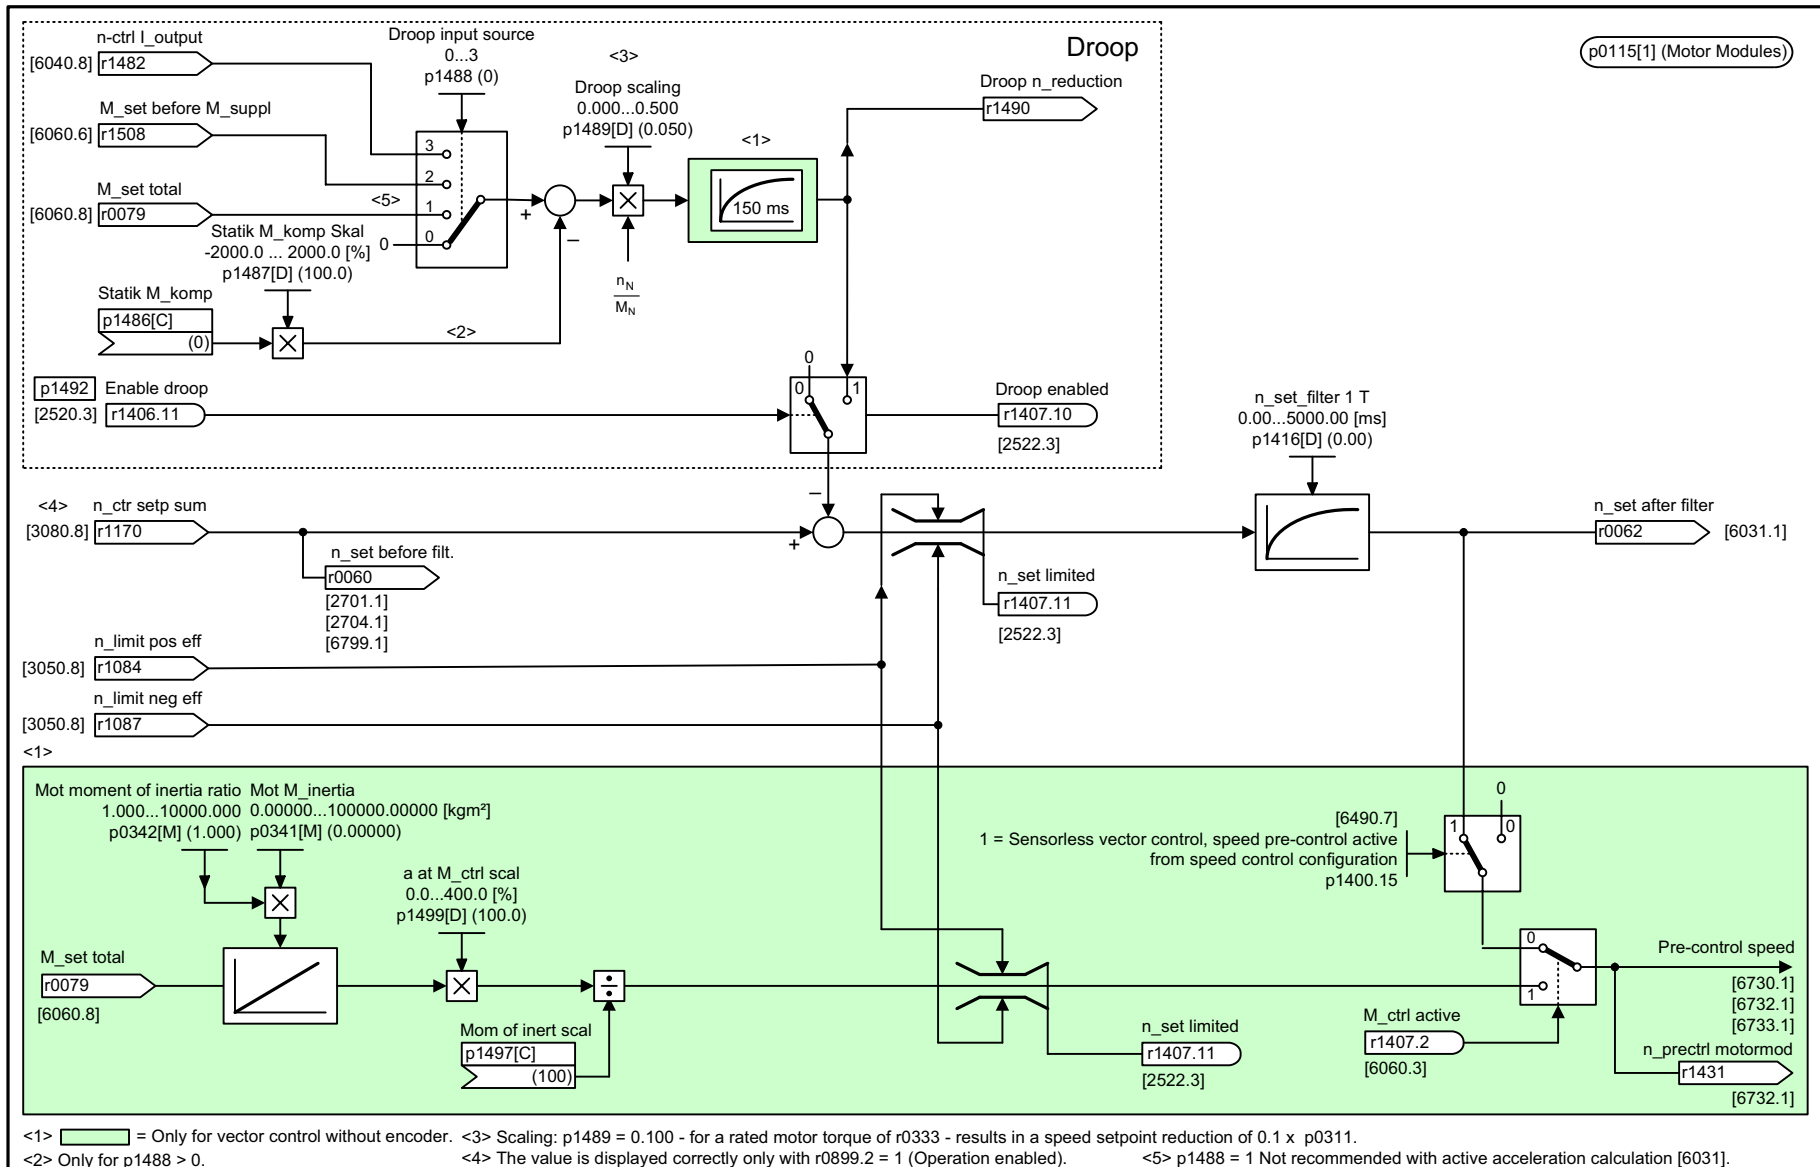 Droop
p0115[1] (Motor Modules)
n-ctrl I_output
[6040.8] r1482
M_set before M_suppl
[6060.6] r1508
M_set total
[6060.8] r0079
<5>
Droop input source
0...3
p1488 (0)
3
2
1
0
0
Statik M_komp Skal
-2000.0 ... 2000.0 [%]
p1487[D] (100.0)
Statik M_komp
p1486[C]
(0)
<2>
+
–
<3>
Droop scaling
0.000...0.500
p1489[D] (0.050)
n_N
M_N
<1>
150 ms
Droop n_reduction
r1490
p1492 Enable droop
[2520.3] r1406.11
0
0 1
Droop enabled
r1407.10
[2522.3]
n_set_filter 1 T
0.00...5000.00 [ms]
p1416[D] (0.00)
<4> n_ctr setp sum
[3080.8] r1170
–
+
n_set before filt.
r0060
[2701.1]
[2704.1]
[6799.1]
n_set limited
r1407.11
[2522.3]
n_set after filter
r0062 [6031.1]
n_limit pos eff
[3050.8] r1084
n_limit neg eff
[3050.8] r1087
<1>
Mot moment of inertia ratio
1.000...10000.000
p0342[M] (1.000)
Mot M_inertia
0.00000...100000.00000 [kgm²]
p0341[M] (0.00000)
a at M_ctrl scal
0.0...400.0 [%]
p1499[D] (100.0)
M_set total
r0079
[6060.8]
Mom of inert scal
p1497[C]
(100)
n_set limited
r1407.11
[2522.3]
[6490.7]
1 = Sensorless vector control, speed pre-control active
from speed control configuration
p1400.15
0
1 0
0
1
M_ctrl active
r1407.2
[6060.3]
Pre-control speed
[6730.1]
[6732.1]
[6733.1]
n_prectrl motormod
r1431
[6732.1]
<1> = Only for vector control without encoder.
<2> Only for p1488 > 0.
<3> Scaling: p1489 = 0.100 - for a rated motor torque of r0333 - results in a speed setpoint reduction of 0.1 x p0311.
<4> The value is displayed correctly only with r0899.2 = 1 (Operation enabled).
<5> p1488 = 1 Not recommended with active acceleration calculation [6031].